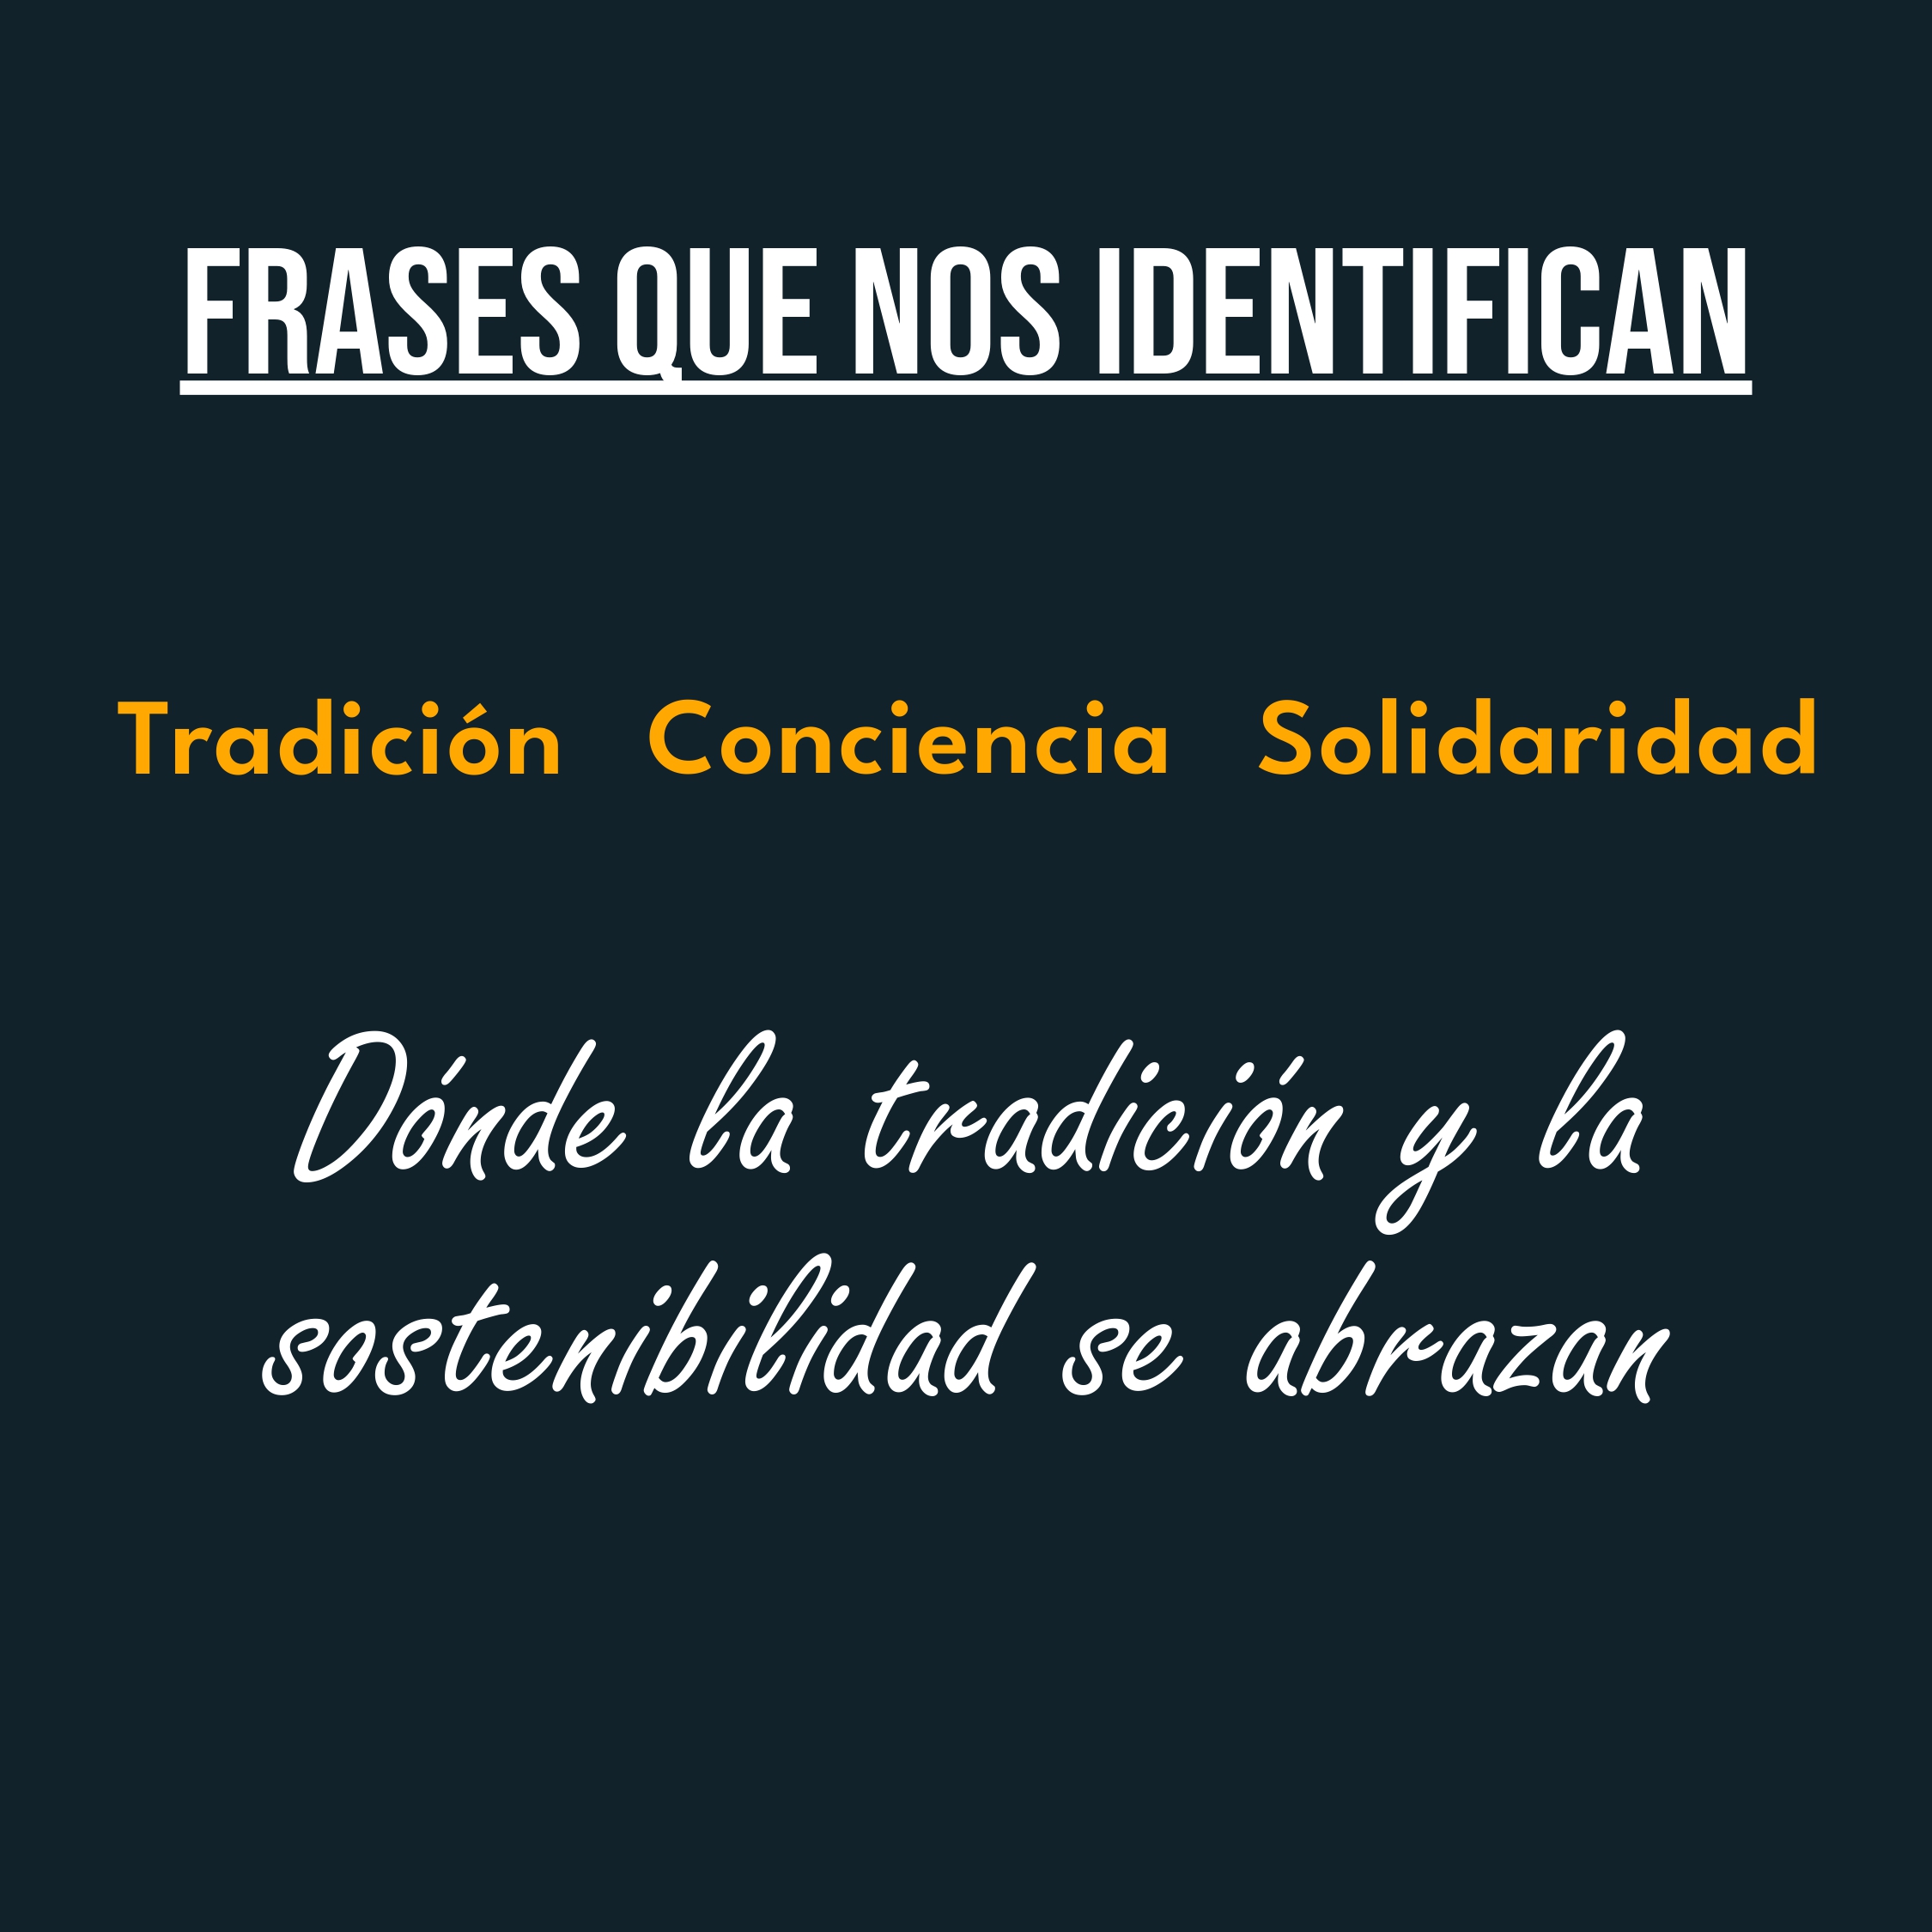 FRASES QUE NOS IDENTIFICAN
Tradición Conciencia Solidaridad
Dónde la tradición y la
sostenibilidad se abrazan